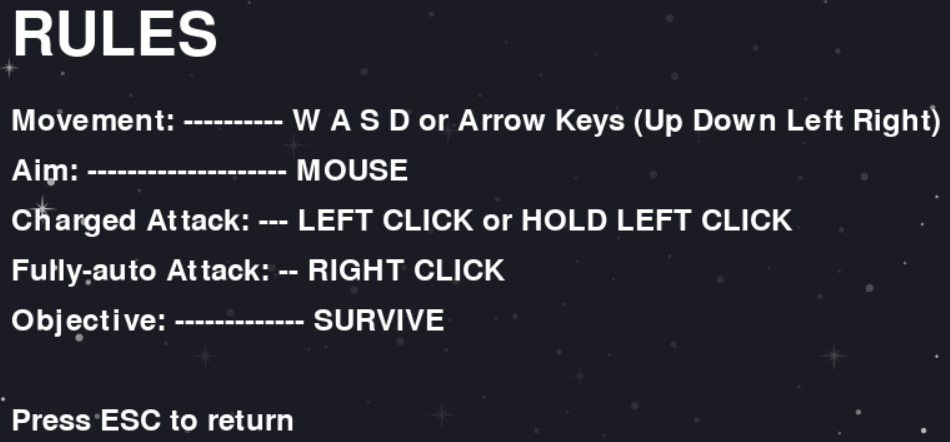 RULES
Movement: ---------- W A S D or Arrow Keys (Up Down Left Right)
Aim: -------------------- MOUSE
Charged Attack: --- LEFT CLICK or HOLD LEFT CLICK
Fully-auto Attack: -- RIGHT CLICK
Objective: ------------- SURVIVE
Press ESC to return